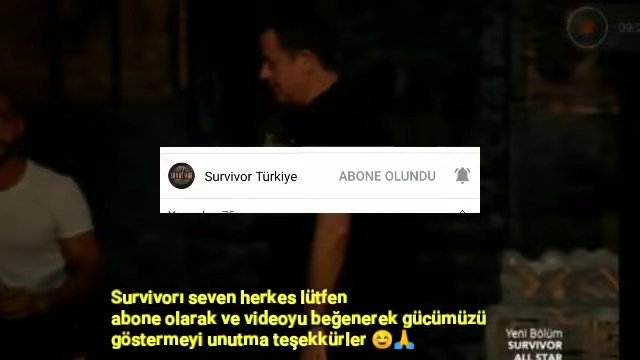 Survivor Türkiye ABONE OLUNDU
Survivorı seven herkes lütfen
abone olarak ve videoyu beğenerek gücümüzü
göstermeyi unutma teşekkürler 😊🙏
Yeni Bölüm
SURVIVOR
ALL STAR